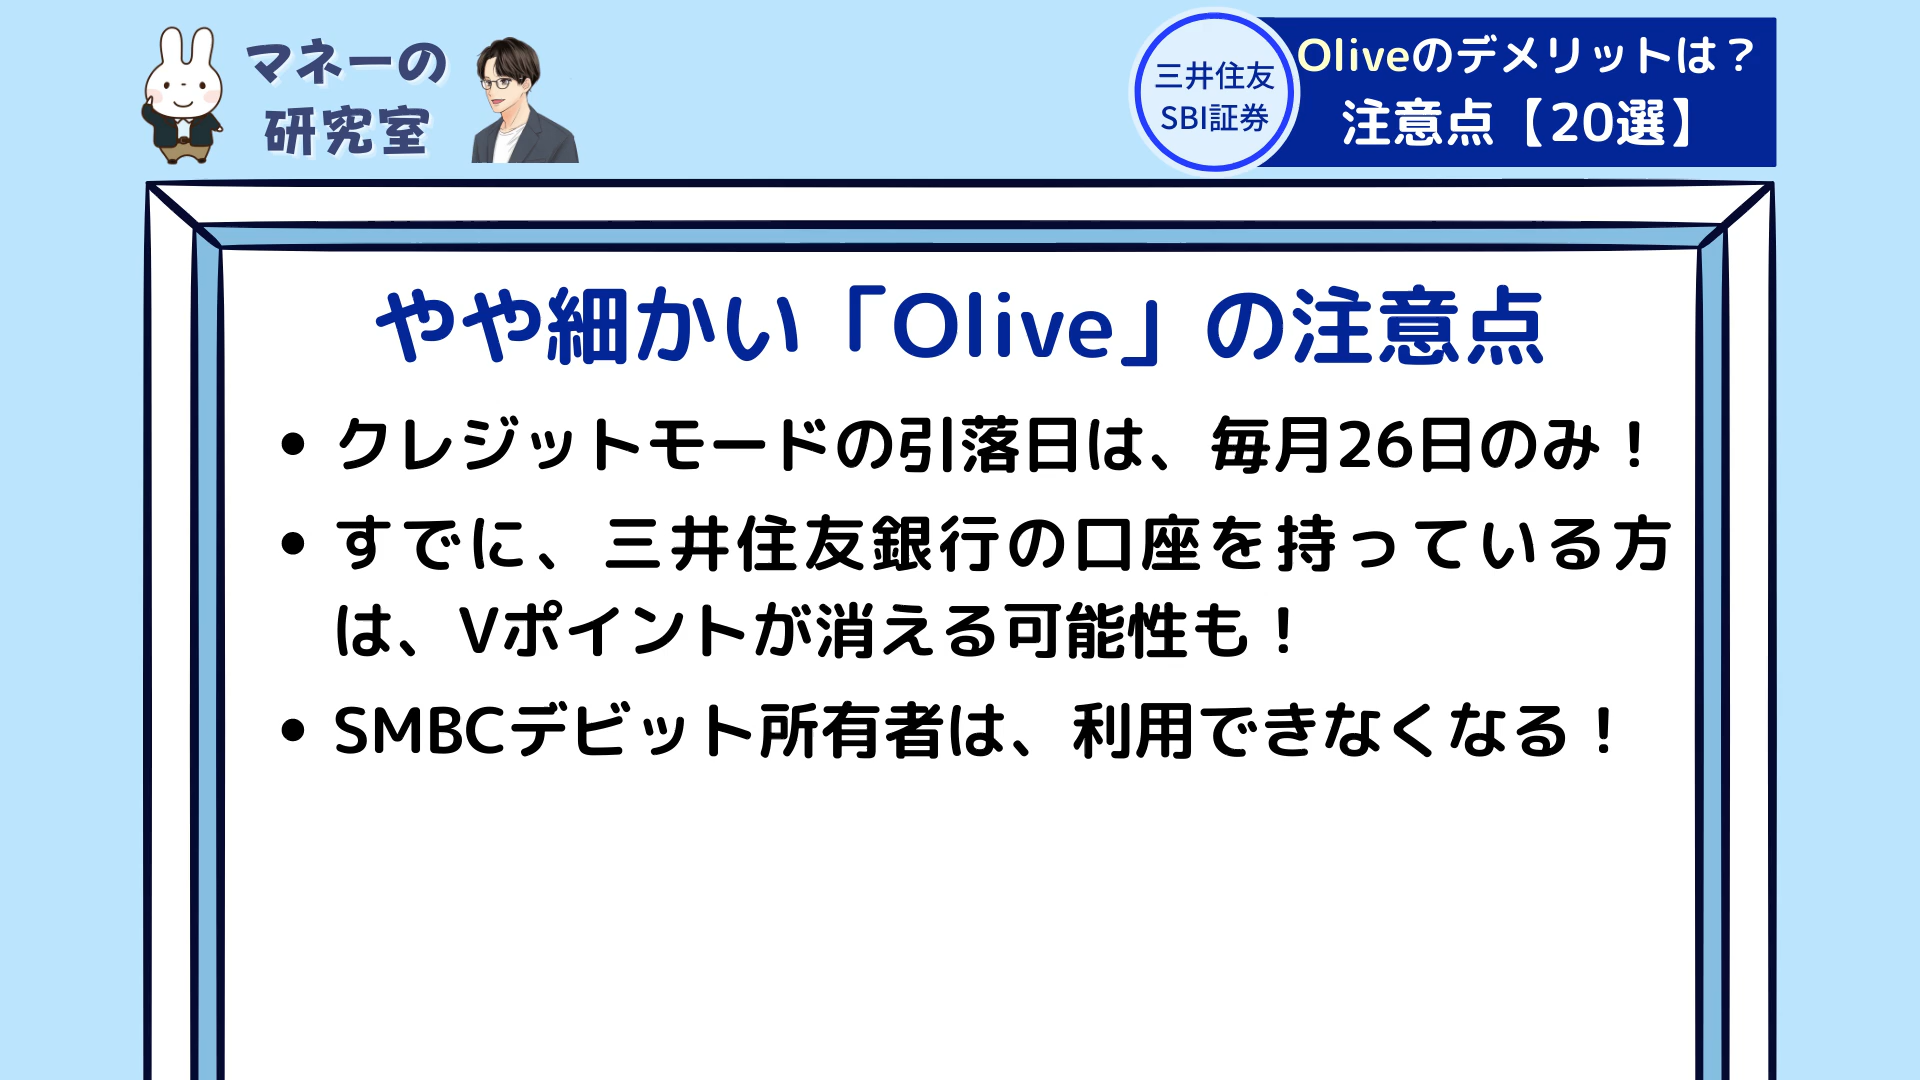 マネーの
研究室
三井住友
SBI証券
Oliveのデメリットは？
注意点【20選】
やや細かい「Olive」の注意点
• クレジットモードの引落日は、毎月26日のみ！
• すでに、三井住友銀行の口座を持っている方
は、Vポイントが消える可能性も！
• SMBCデビット所有者は、利用できなくなる！